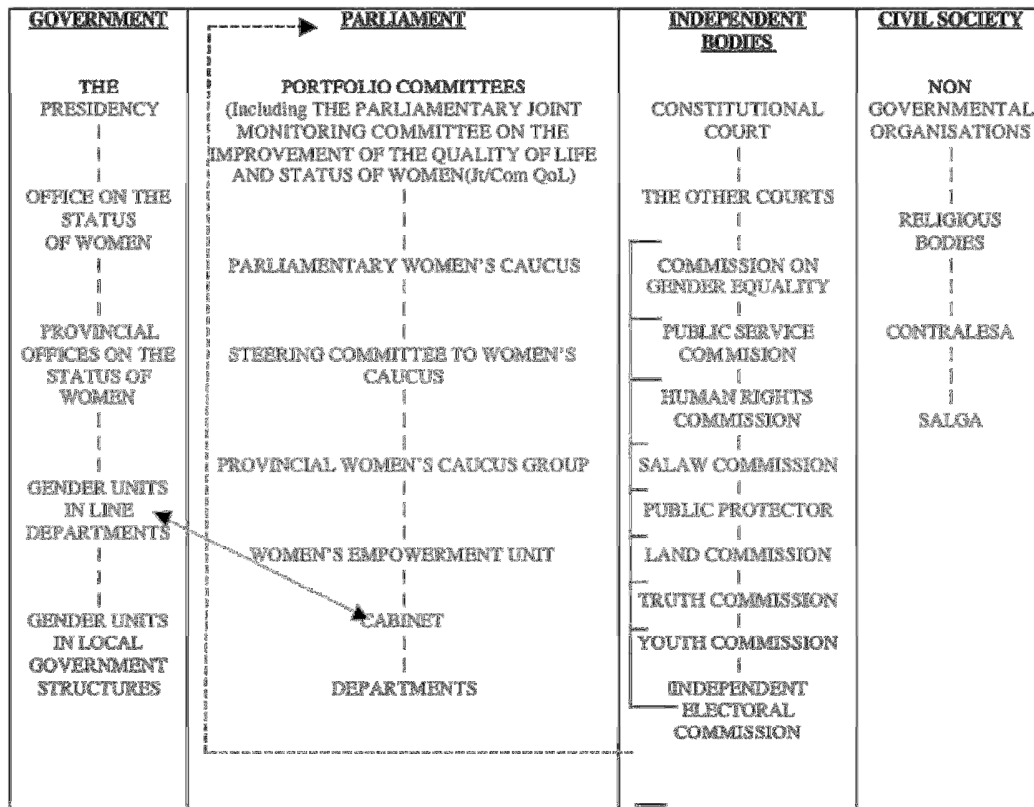 GOVERNMENT
THE
PRESIDENCY
OFFICE ON THE
STATUS
OF WOMEN
PROVINCIAL
OFFICES ON THE
STATUS OF
WOMEN
GENDER UNITS
IN LINE
DEPARTMENTS
GENDER UNITS
IN LOCAL
GOVERNMENT
STRUCTURES
PARLIAMENT
PORTFOLIO COMMITTEES
(Including THE PARLIAMENTARY JOINT
MONITORING COMMITTEE ON THE
IMPROVEMENT OF THE QUALITY OF LIFE
AND STATUS OF WOMEN(Jt/Com QoL)
PARLIAMENTARY WOMEN'S CAUCUS
STEERING COMMITTEE TO WOMEN'S
CAUCUS
PROVINCIAL WOMEN'S CAUCUS GROUP
WOMEN'S EMPOWERMENT UNIT
CABINET
DEPARTMENTS
INDEPENDENT
BODIES
CONSTITUTIONAL
COURT
THE OTHER COURTS
COMMISSION ON
GENDER EQUALITY
PUBLIC SERVICE
COMMISION
HUMAN RIGHTS
COMMISSION
SALAW COMMISSION
PUBLIC PROTECTOR
LAND COMMISSION
TRUTH COMMISSION
YOUTH COMMISSION
(INDEPENDENT
ELECTORAL
COMMISSION
CIVIL SOCIETY
NON
GOVERNMENTAL
ORGANISATIONS
RELIGIOUS
BODIES
CONTRALESA
SALGA